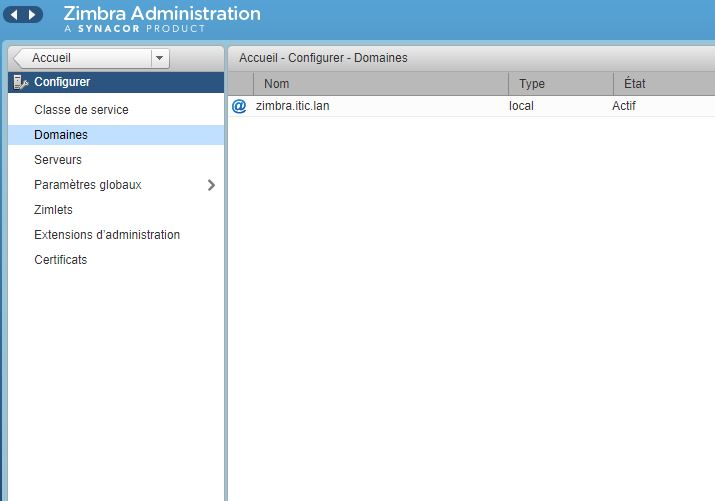 Zimbra Administration
A SYNACOR PRODUCT
Accueil
Accueil - Configurer - Domaines
Configurer
Nom Type État
Classe de service
@ zimbra.itic.lan local Actif
Domaines
Serveurs
Paramètres globaux
Zimlets
Extensions d'administration
Certificats